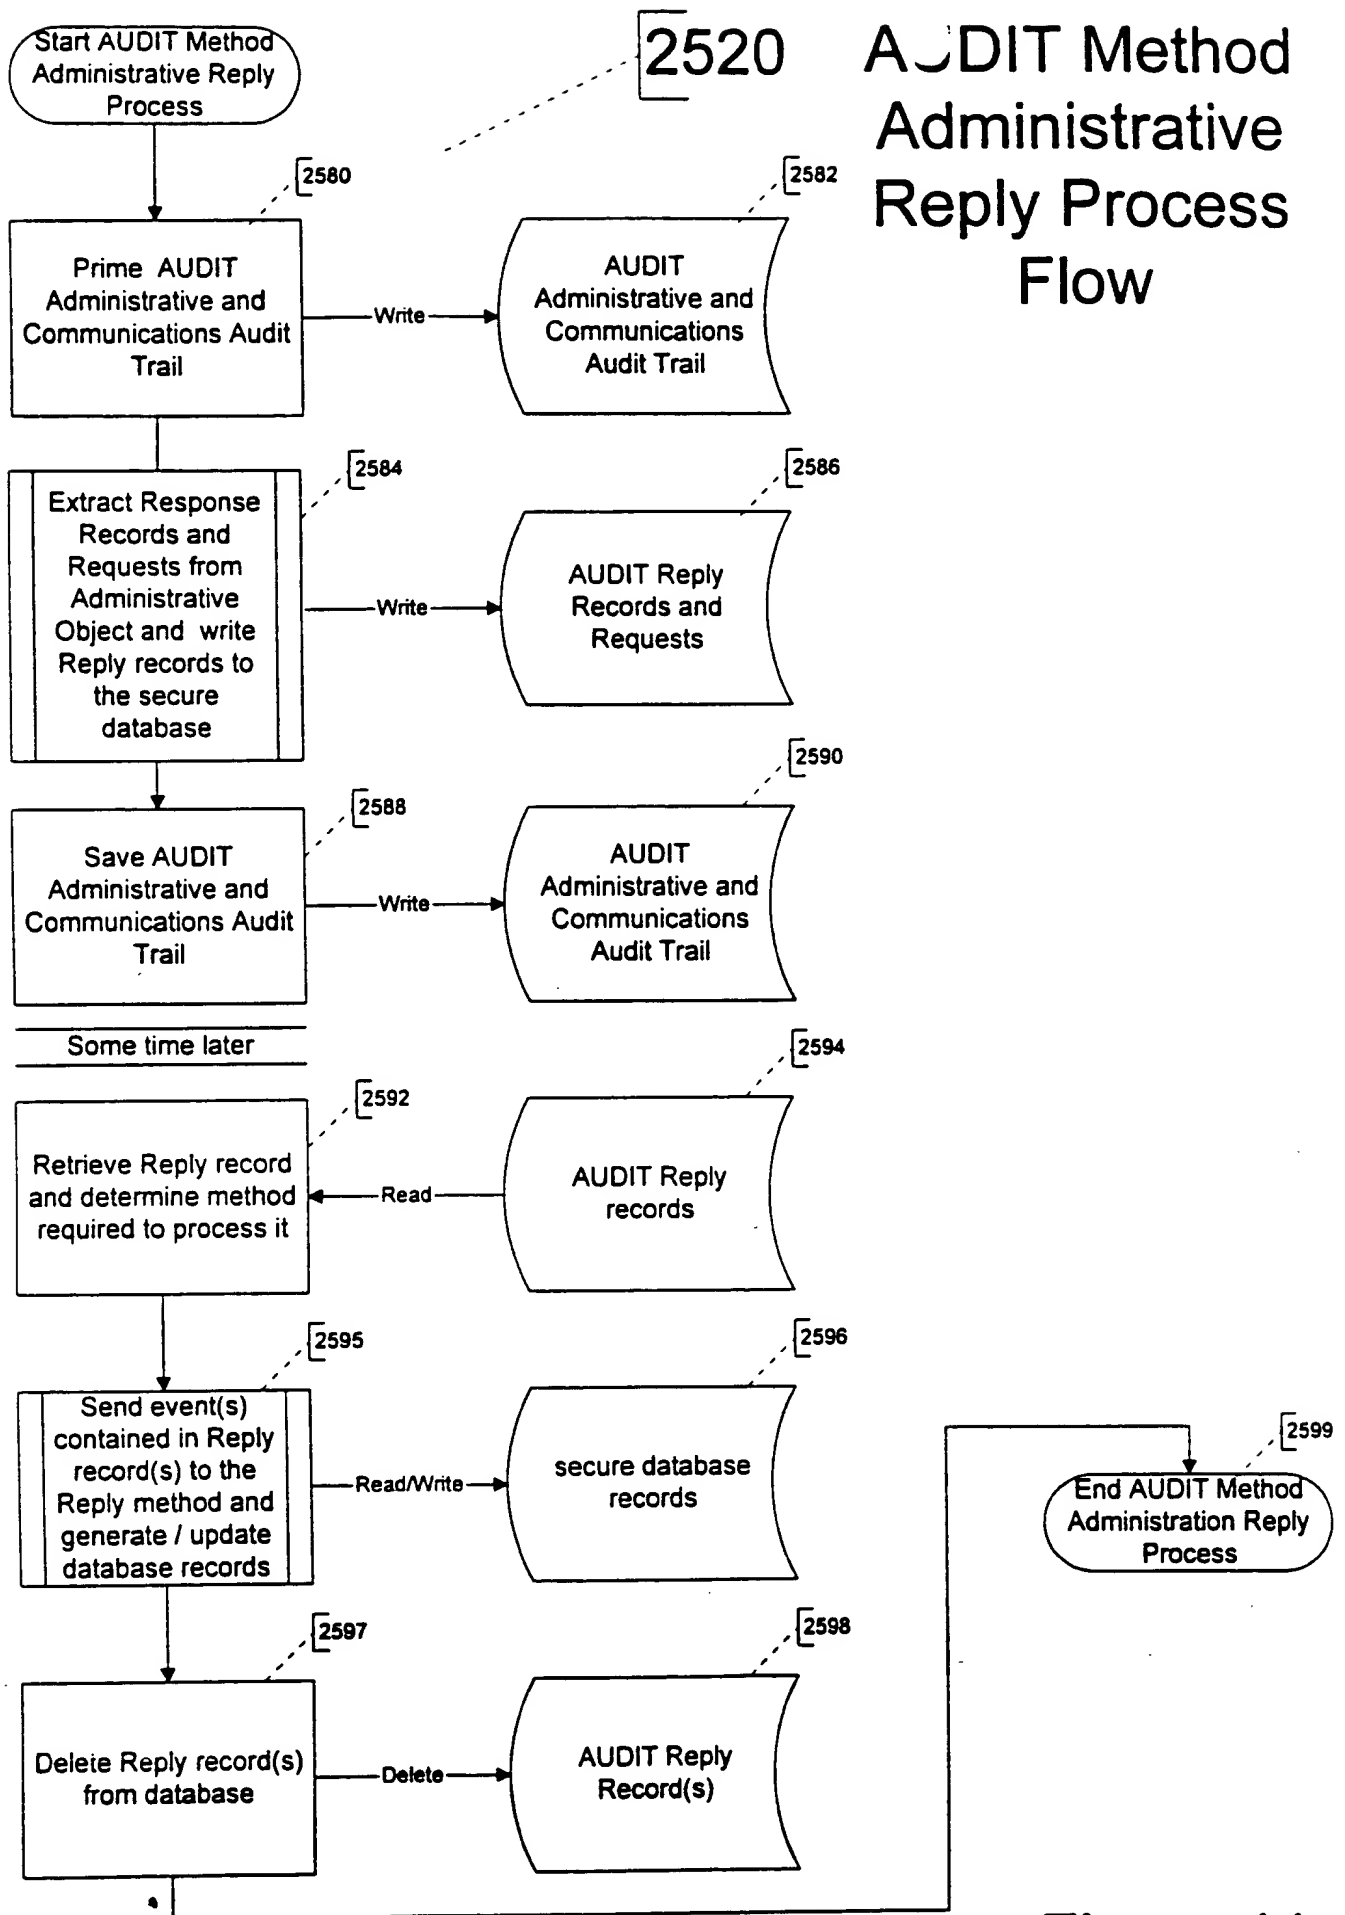 2520
AUDIT Method
Administrative
Reply Process
Flow
Start AUDIT Method
Administrative Reply
Process
2580
Prime AUDIT
Administrative and
Communications Audit
Trail
Write
2582
AUDIT
Administrative and
Communications
Audit Trail
2584
Extract Response
Records and
Requests from
Administrative
Object and write
Reply records to
the secure
database
Write
2586
AUDIT Reply
Records and
Requests
2588
Save AUDIT
Administrative and
Communications Audit
Trail
Write
2590
AUDIT
Administrative and
Communications
Audit Trail
Some time later
2592
Retrieve Reply record
and determine method
required to process it
Read
2594
AUDIT Reply
records
2595
Send event(s)
contained in Reply
record(s) to the
Reply method and
generate / update
database records
Read/Write
2596
secure database
records
2597
Delete Reply record(s)
from database
Delete
2598
AUDIT Reply
Record(s)
2599
End AUDIT Method
Administration Reply
Process